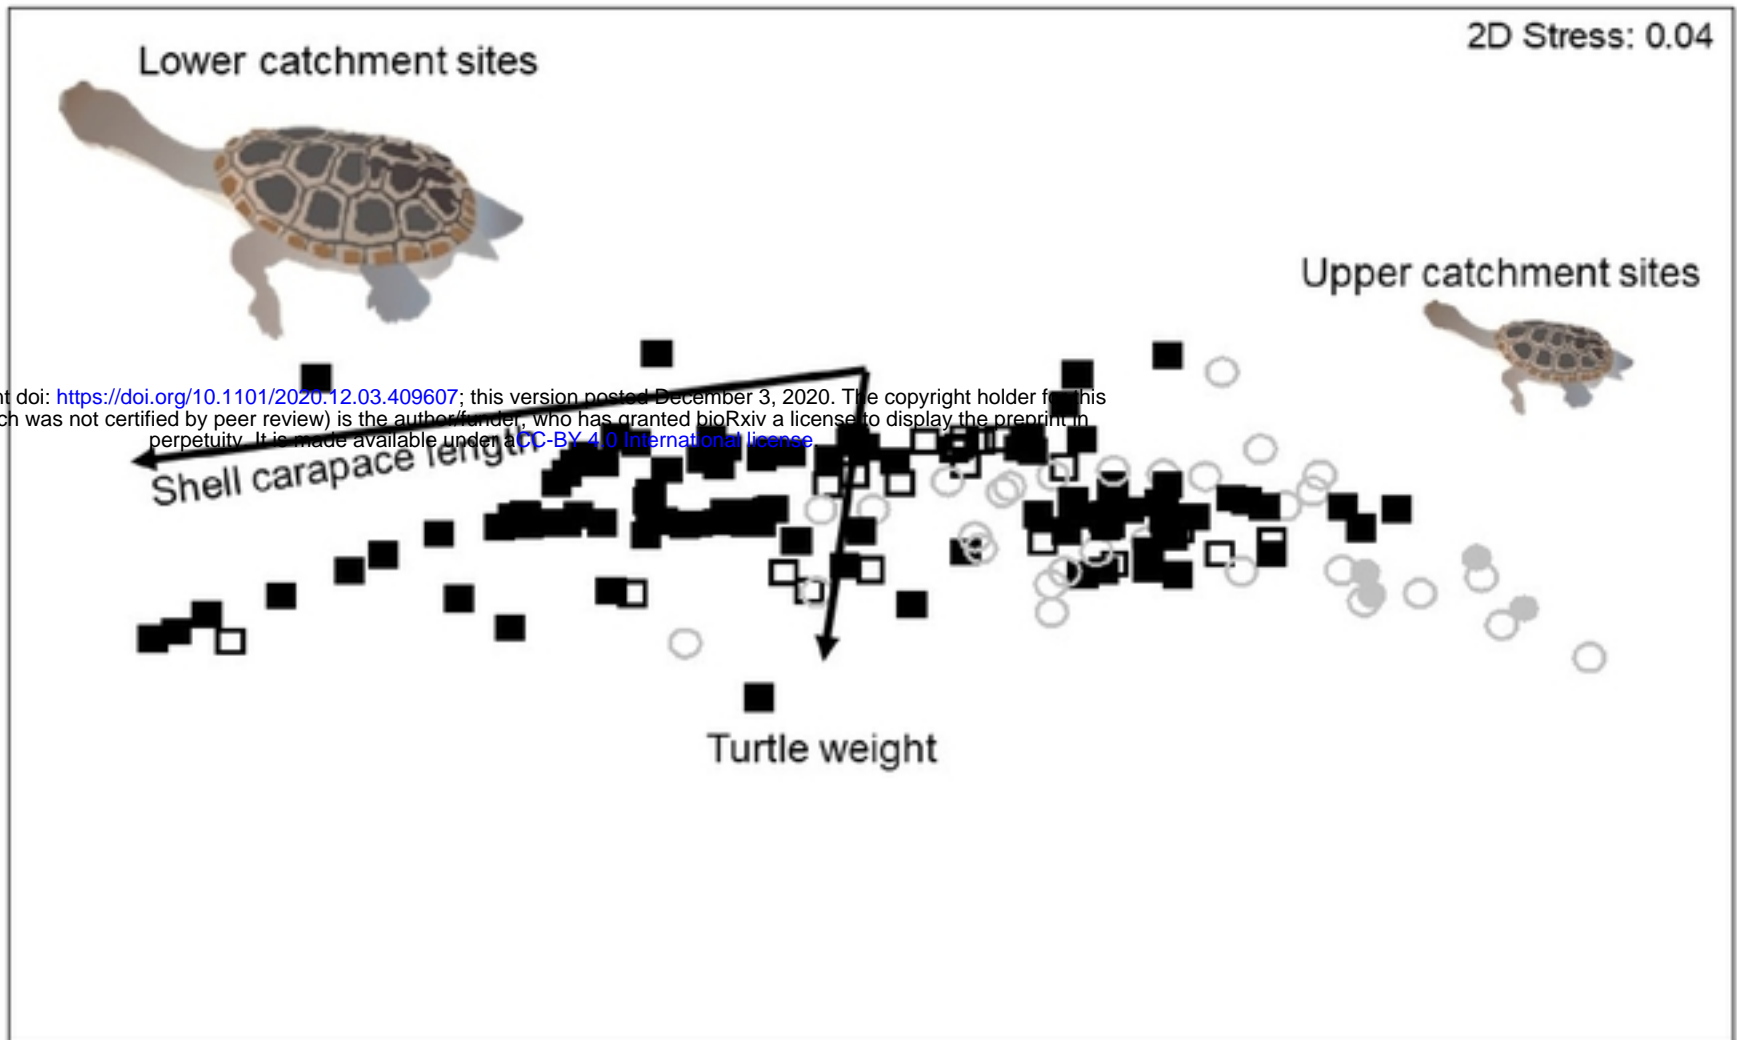 2D Stress: 0.04
Lower catchment sites
Upper catchment sites
nt doi: https://doi.org/10.1101/2020.12.03.409607; this version posted December 3, 2020. The copyright holder for this
ch was not certified by peer review) is the author/funder, who has granted bioRxiv a license to display the preprint in
perpetuity. It is made available under aCC-BY 4.0 International license
Shell carapace length
Turtle weight